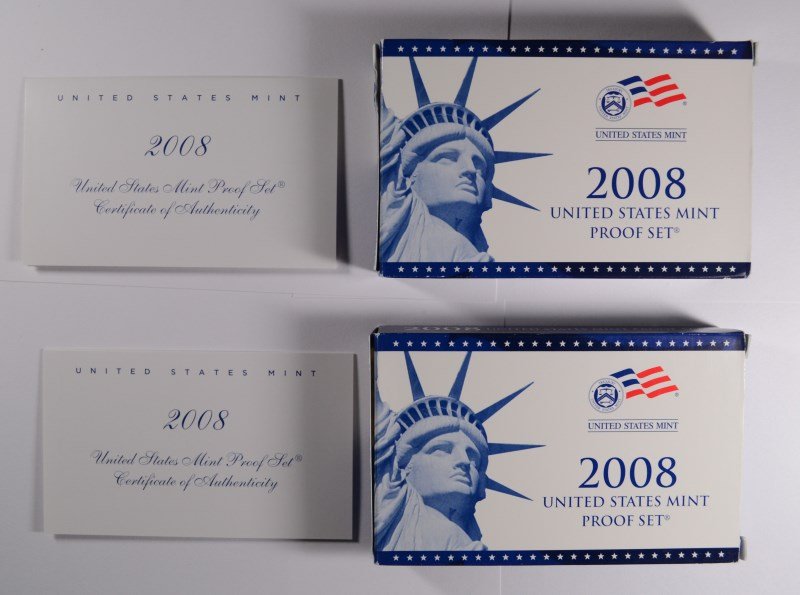 UNITED STATES MINT
2008
United States Mint Proof Set®
Certificate of Authenticity
UNITED STATES MINT
2008
UNITED STATES MINT
PROOF SET®
UNITED STATES MINT
2008
United States Mint Proof Set®
Certificate of Authenticity
2008
UNITED STATES MINT
2008
UNITED STATES MINT
PROOF SET®